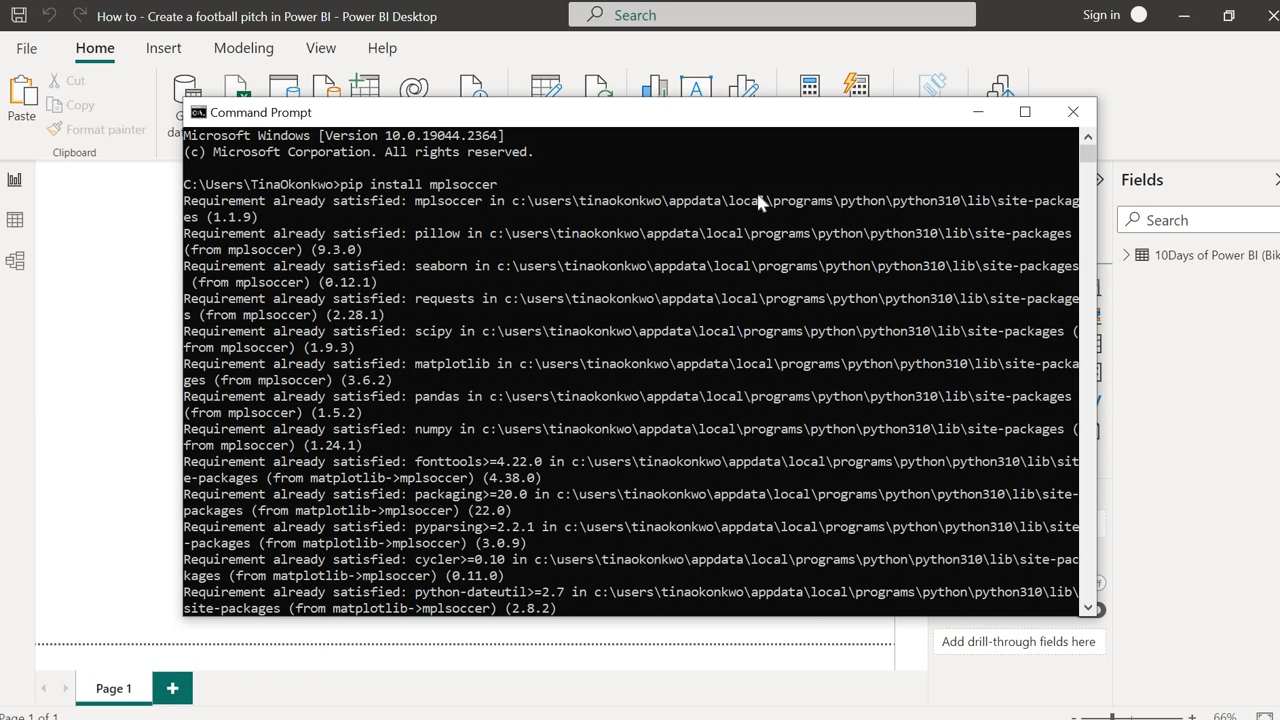 How to - Create a football pitch in Power BI - Power BI Desktop
Search
Sign in
File
Home
Insert
Modeling
View
Help
Cut
Copy
Paste
Format painter
Clipboard
Command Prompt
Microsoft Windows [Version 10.0.19044.2364]
(c) Microsoft Corporation. All rights reserved.
C:\Users\TinaOkonkwo>pip install mplsoccer
Requirement already satisfied: mplsoccer in c:\users\tinaokonkwo\appdata\local\programs\python\python310\lib\site-packag
es (1.1.9)
Requirement already satisfied: pillow in c:\users\tinaokonkwo\appdata\local\programs\python\python310\lib\site-packages
(from mplsoccer) (9.3.0)
Requirement already satisfied: seaborn in c:\users\tinaokonkwo\appdata\local\programs\python\python310\lib\site-packages
(from mplsoccer) (0.12.1)
Requirement already satisfied: requests in c:\users\tinaokonkwo\appdata\local\programs\python\python310\lib\site-package
s (from mplsoccer) (2.28.1)
Requirement already satisfied: scipy in c:\users\tinaokonkwo\appdata\local\programs\python\python310\lib\site-packages (
from mplsoccer) (1.9.3)
Requirement already satisfied: matplotlib in c:\users\tinaokonkwo\appdata\local\programs\python\python310\lib\site-packa
ges (from mplsoccer) (3.6.2)
Requirement already satisfied: pandas in c:\users\tinaokonkwo\appdata\local\programs\python\python310\lib\site-packages
(from mplsoccer) (1.5.2)
Requirement already satisfied: numpy in c:\users\tinaokonkwo\appdata\local\programs\python\python310\lib\site-packages (
from mplsoccer) (1.24.1)
Requirement already satisfied: fonttools>=4.22.0 in c:\users\tinaokonkwo\appdata\local\programs\python\python310\lib\sit
e-packages (from matplotlib->mplsoccer) (4.38.0)
Requirement already satisfied: packaging>=20.0 in c:\users\tinaokonkwo\appdata\local\programs\python\python310\lib\site-
packages (from matplotlib->mplsoccer) (22.0)
Requirement already satisfied: pyparsing>=2.2.1 in c:\users\tinaokonkwo\appdata\local\programs\python\python310\lib\site
-packages (from matplotlib->mplsoccer) (3.0.9)
Requirement already satisfied: cycler>=0.10 in c:\users\tinaokonkwo\appdata\local\programs\python\python310\lib\site-pac
kages (from matplotlib->mplsoccer) (0.11.0)
Requirement already satisfied: python-dateutil>=2.7 in c:\users\tinaokonkwo\appdata\local\programs\python\python310\lib\
site-packages (from matplotlib->mplsoccer) (2.8.2)
Fields
Search
10Days of Power BI (Bik
Add drill-through fields here
Page 1
Page 1 of 1
66%